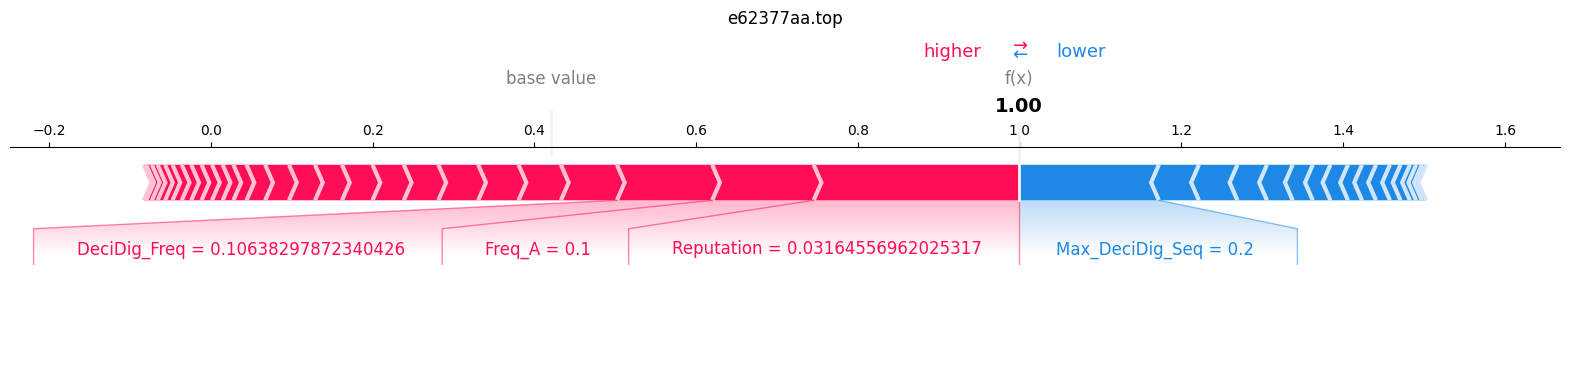 e62377aa.top
higher ⇄ lower
base value f(x)
1.00
−0.2 0.0 0.2 0.4 0.6 0.8 1.0 1.2 1.4 1.6
DeciDig_Freq = 0.10638297872340426 Freq_A = 0.1 Reputation = 0.03164556962025317 Max_DeciDig_Seq = 0.2